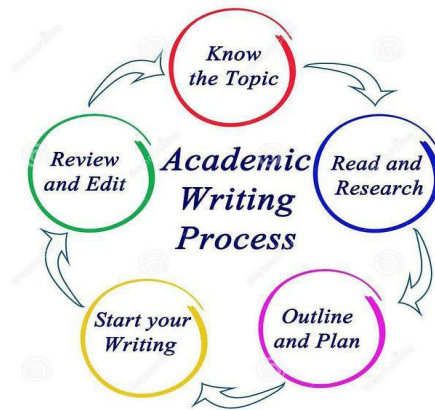 Know
the Topic
Academic
Writing
Process
Read and
Research
Outline
and Plan
Start your
Writing
Review
and Edit